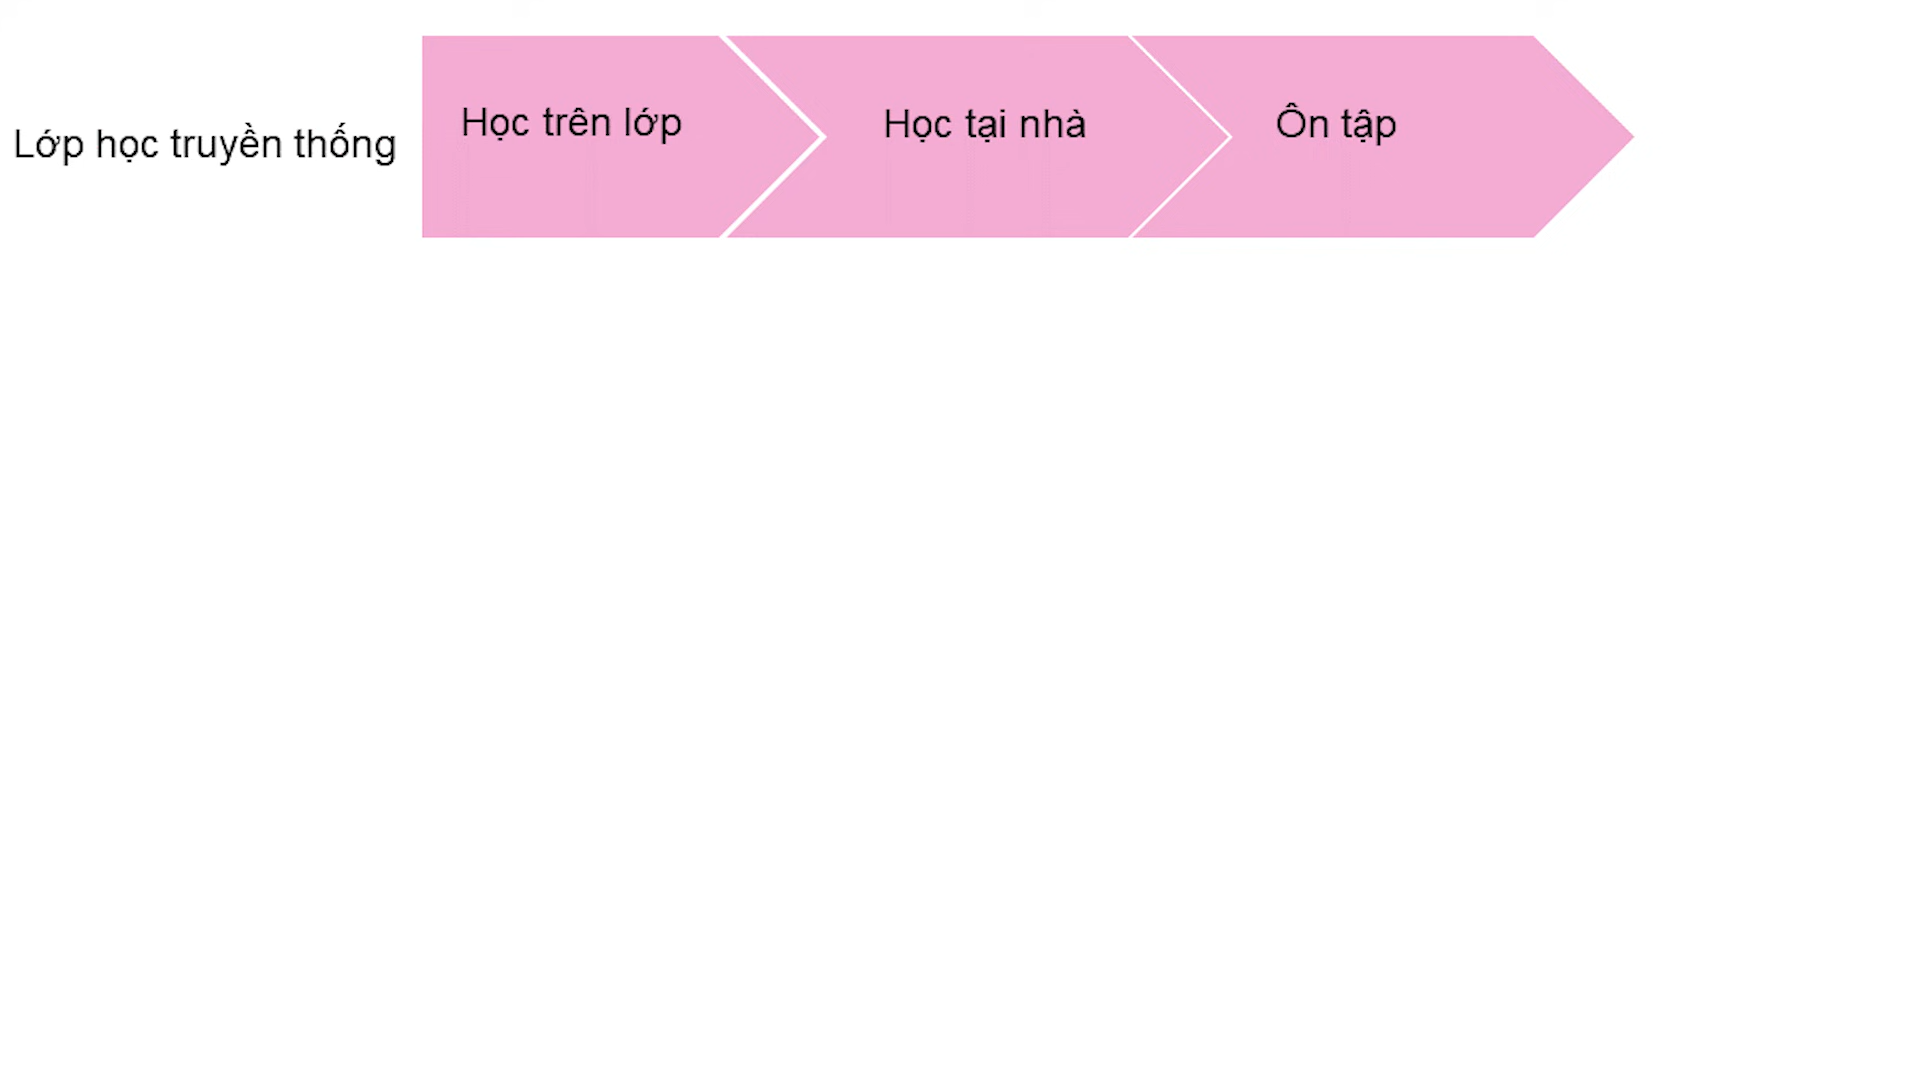 Lớp học truyền thống
Học trên lớp
Học tại nhà
Ôn tập